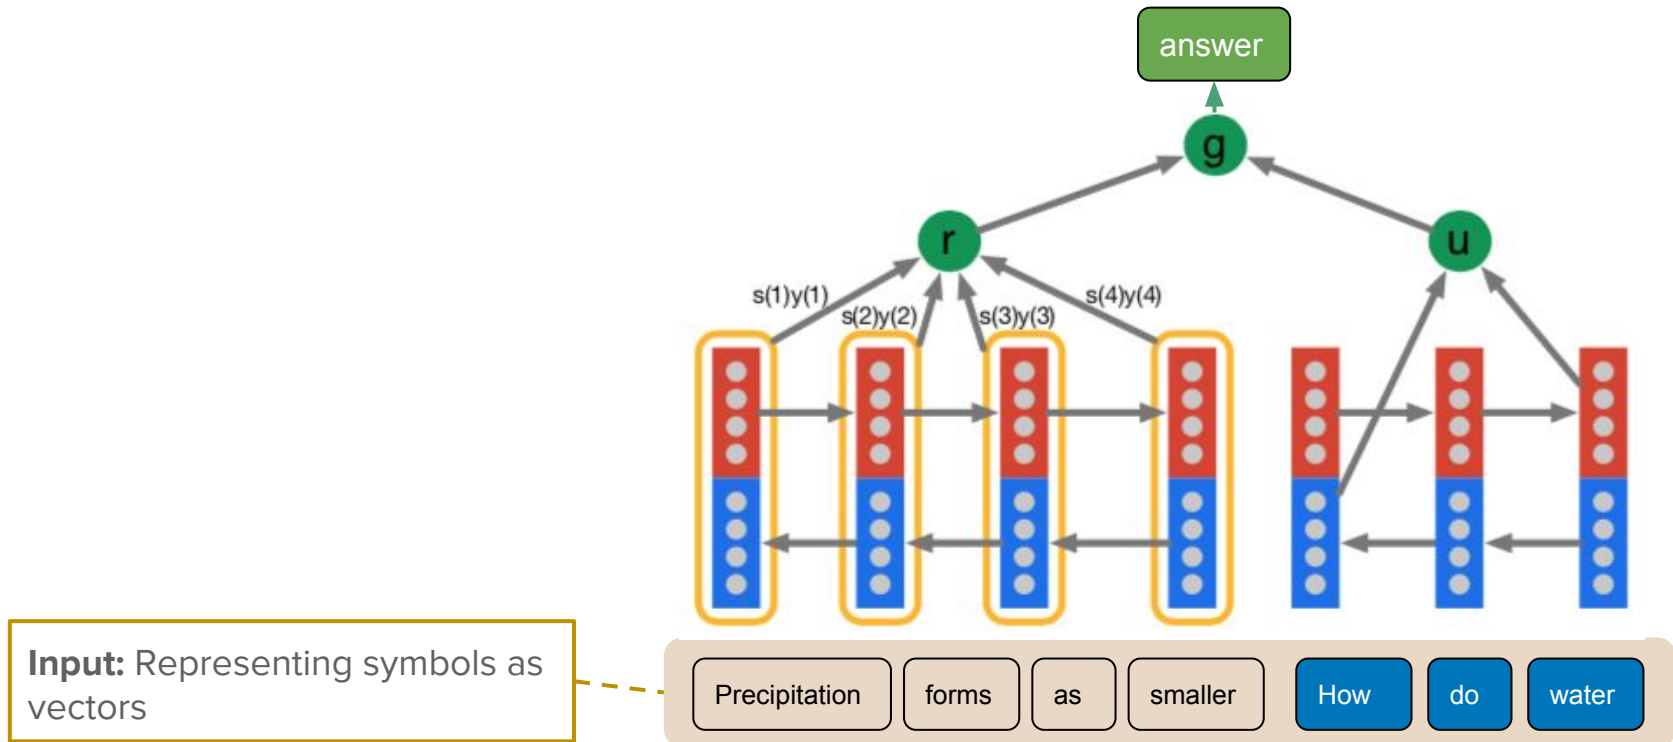 answer
g
r
u
s(1)y(1)
s(2)y(2)
s(3)y(3)
s(4)y(4)
Input: Representing symbols as
vectors
Precipitation forms as smaller How do water